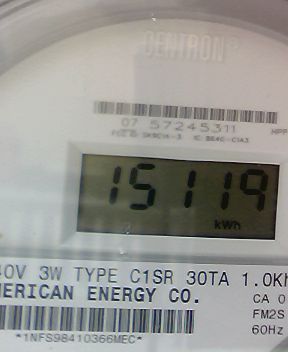 CENTRON®
07 57245311
15119
kWh
40V 3W TYPE C1SR 30TA 1.0K
MERICAN ENERGY CO.
CA 0
FM2S
60Hz
*1NFS98410366MEC*